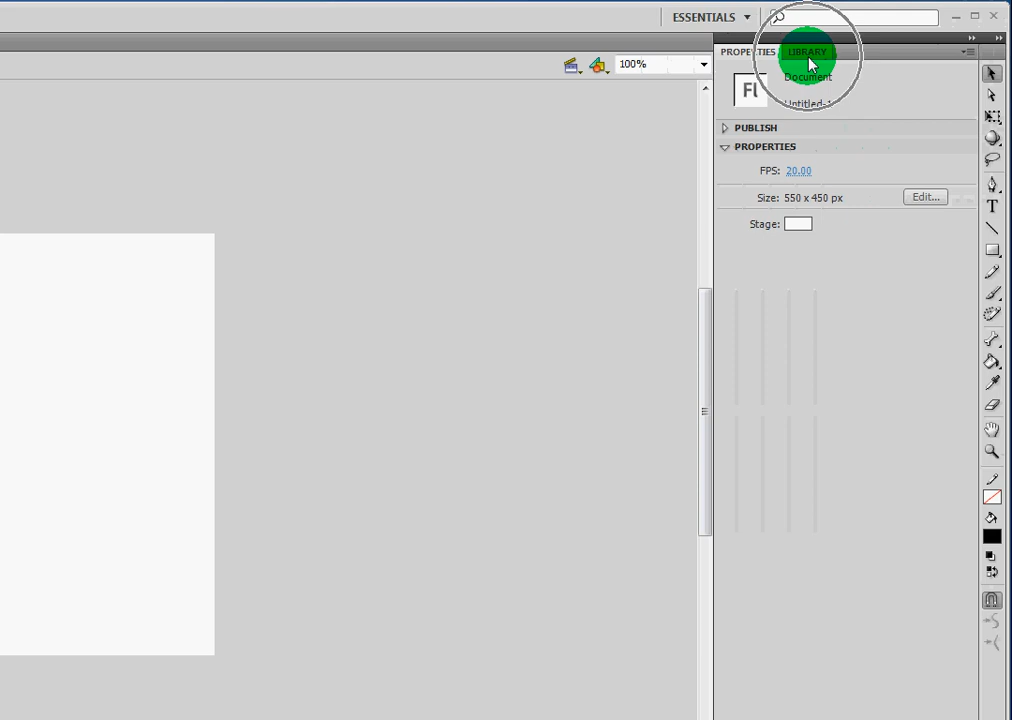 ESSENTIALS
100%
PROPERTIES LIBRARY
Fl
Document
Untitled-1
PUBLISH
PROPERTIES
FPS: 20.00
Size: 550 x 450 px Edit...
Stage:
T